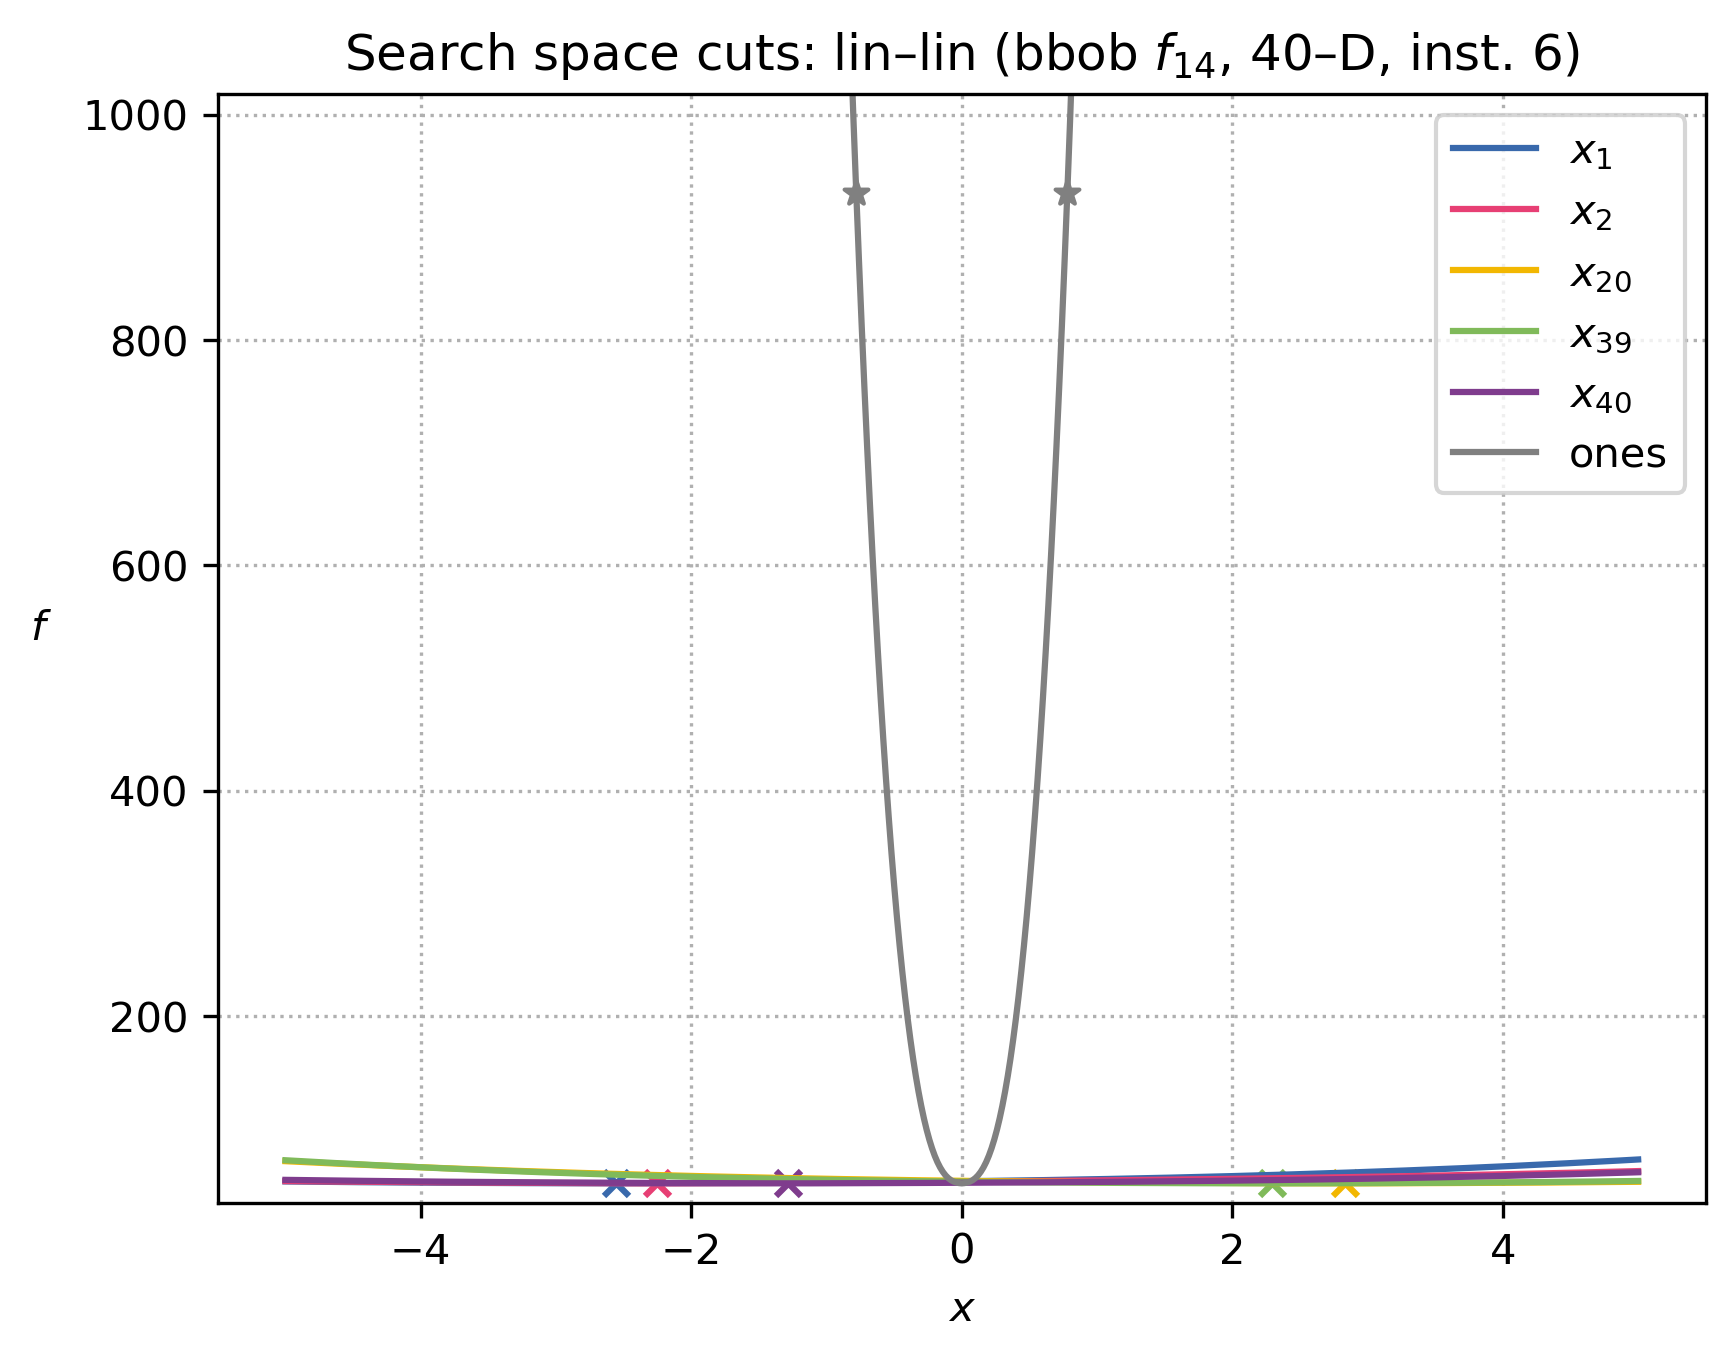 Search space cuts: lin–lin (bbob f₁₄, 40–D, inst. 6)
1000
800
600
400
200
f
−4
−2
0
2
4
x
x₁
x₂
x₂₀
x₃₉
x₄₀
ones